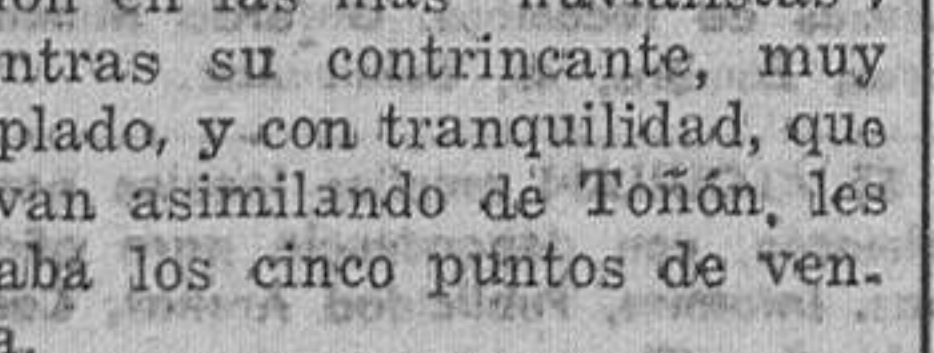 ntras su contrincante, muy
plado, y con tranquilidad, que
van asimilando de Toñón, les
aba los cinco puntos de ven-
a.